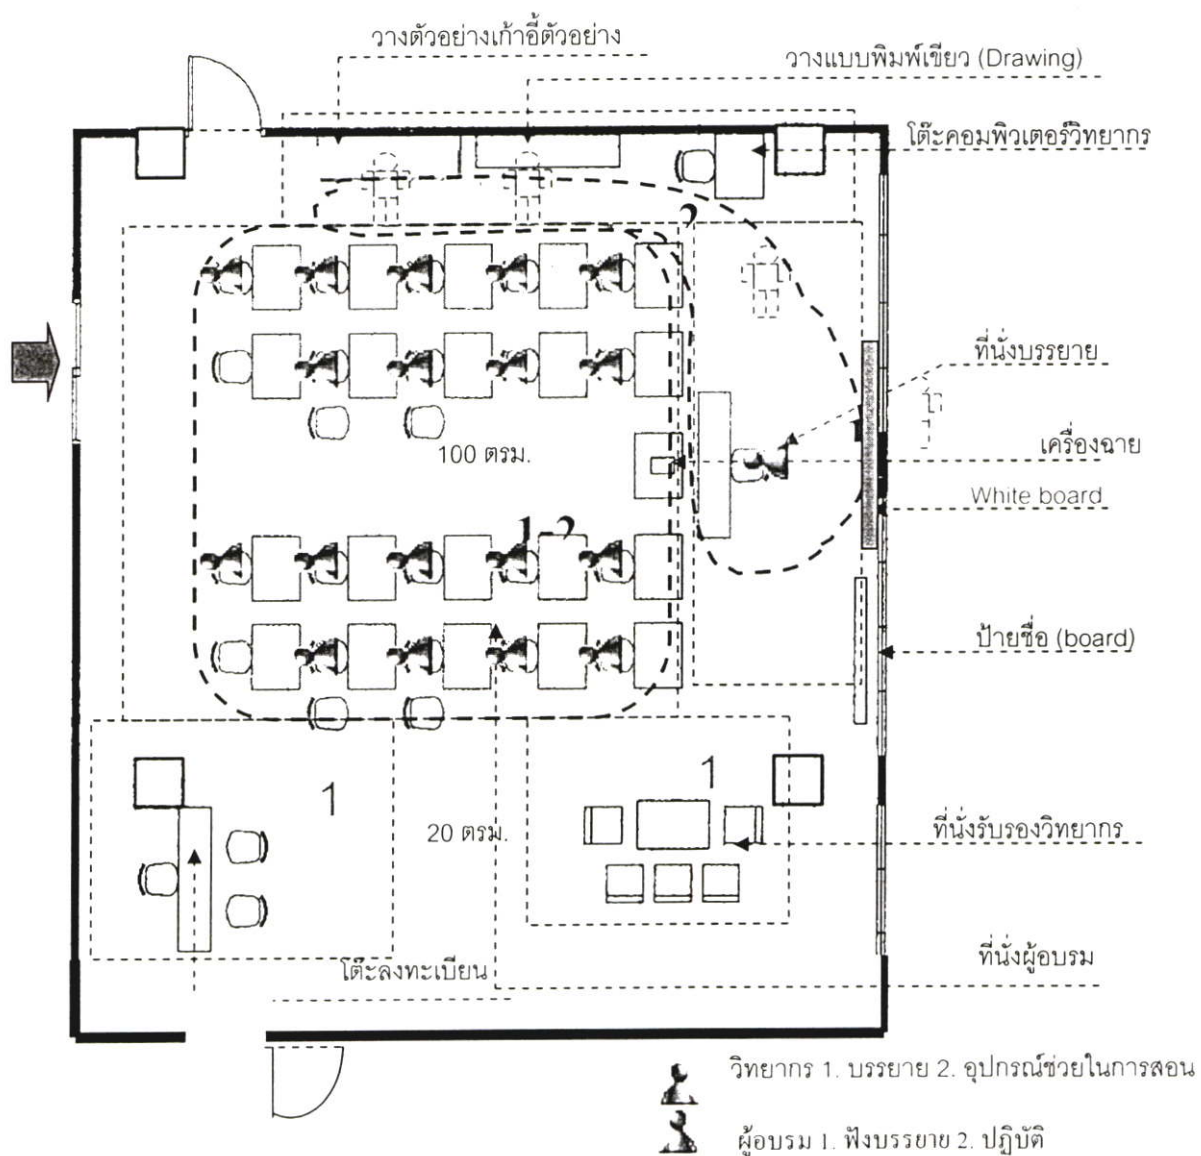 วางตัวอย่างเก้าอี้ตัวอย่าง
วางแบบพิมพ์เขียว (Drawing)
โต๊ะคอมพิวเตอร์วิทยากร
2
ที่นั่งบรรยาย
เครื่องฉาย
100 ตรม.
White board
1-2
ป้ายชื่อ (board)
1
1
20 ตรม.
ที่นั่งรับรองวิทยากร
ที่นั่งผู้อบรม
โต๊ะลงทะเบียน
วิทยากร 1. บรรยาย 2. อุปกรณ์ช่วยในการสอน
ผู้อบรม 1. ฟังบรรยาย 2. ปฏิบัติ